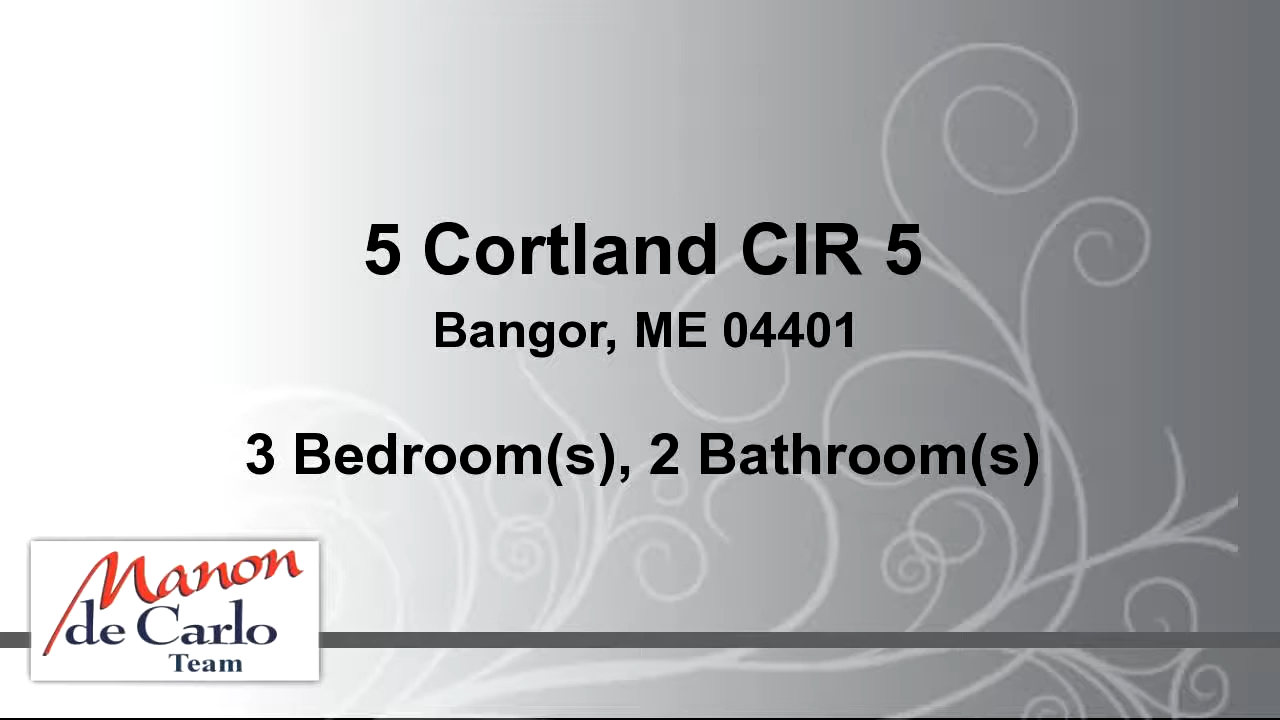 5 Cortland CIR 5
Bangor, ME 04401
3 Bedroom(s), 2 Bathroom(s)
Manon
de Carlo
Team